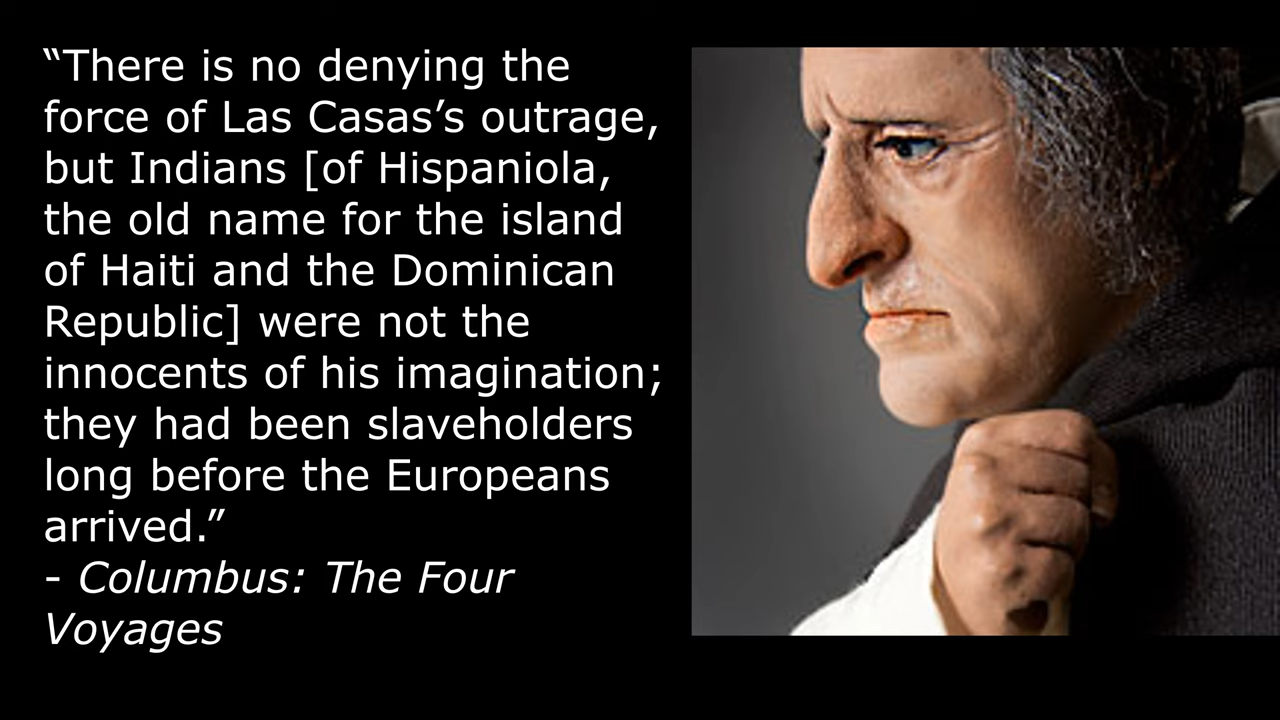 “There is no denying the
force of Las Casas’s outrage,
but Indians [of Hispaniola,
the old name for the island
of Haiti and the Dominican
Republic] were not the
innocents of his imagination;
they had been slaveholders
long before the Europeans
arrived.”
- Columbus: The Four
Voyages